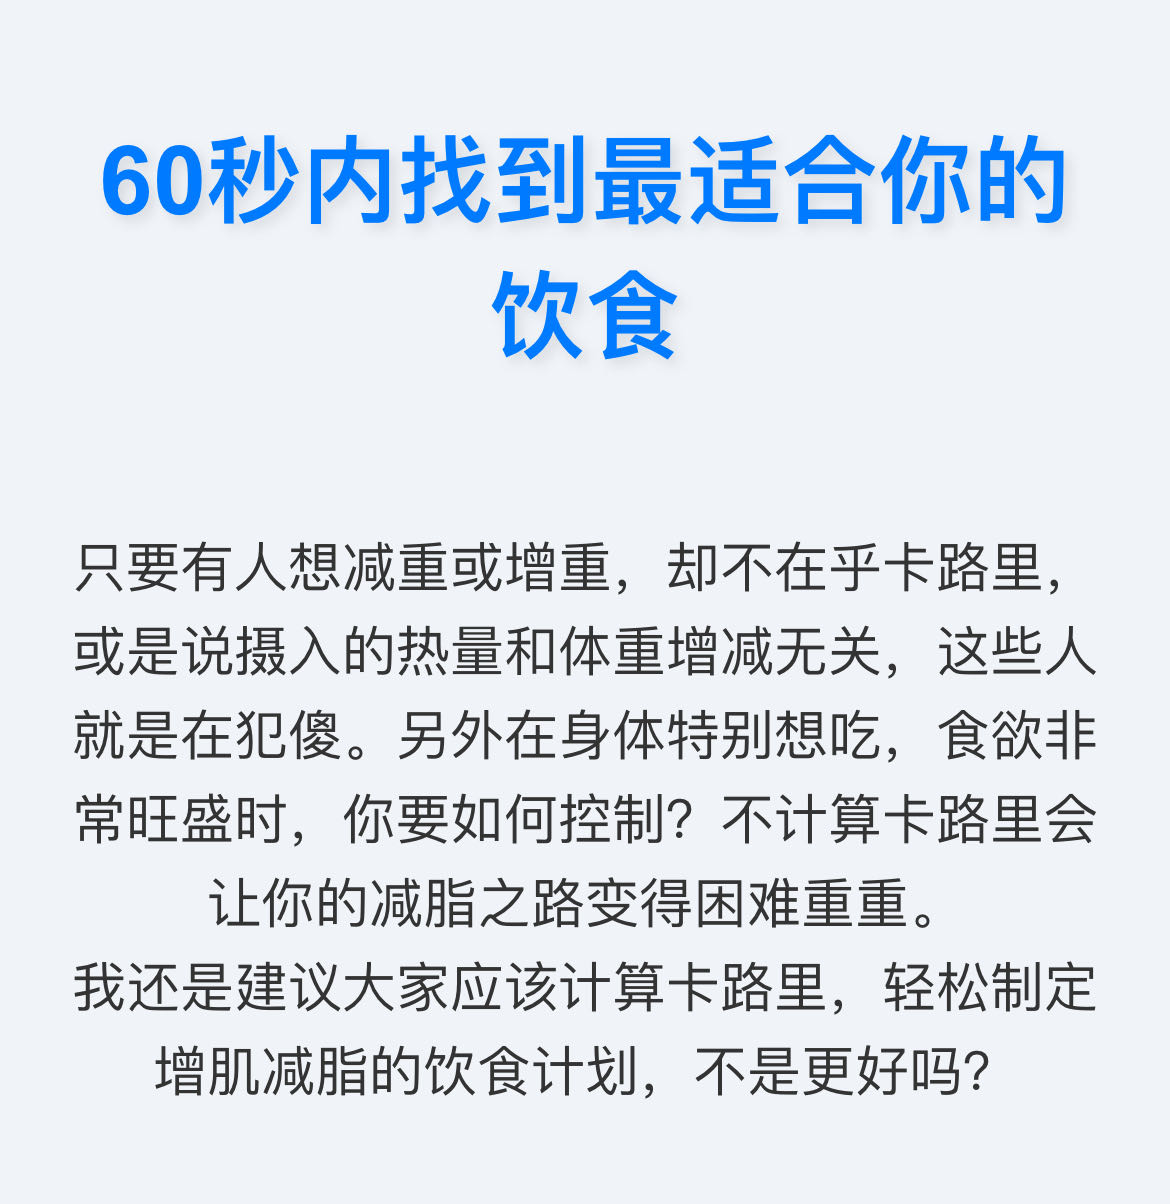 60秒内找到最适合你的
饮食
只要有人想减重或增重，却不在乎卡路里，
或是说摄入的热量和体重增减无关，这些人
就是在犯傻。另外在身体特别想吃，食欲非
常旺盛时，你要如何控制？不计算卡路里会
让你的减脂之路变得困难重重。
我还是建议大家应该计算卡路里，轻松制定
增肌减脂的饮食计划，不是更好吗？